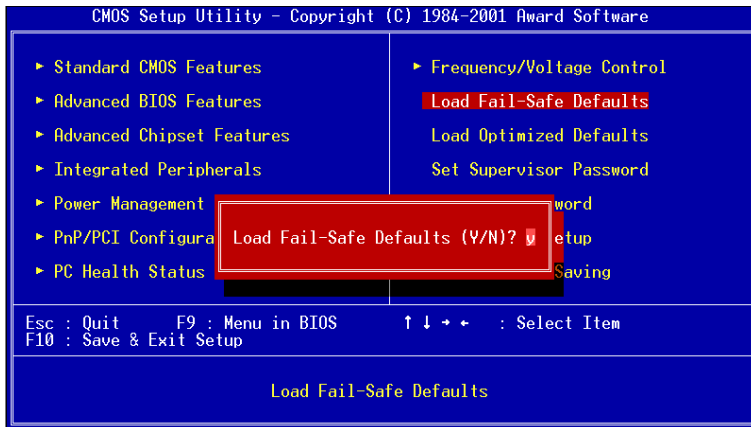 CMOS Setup Utility - Copyright (C) 1984-2001 Award Software
Standard CMOS Features
Advanced BIOS Features
Advanced Chipset Features
Integrated Peripherals
Power Management
PnP/PCI Configura
PC Health Status
Frequency/Voltage Control
Load Fail-Safe Defaults
Load Optimized Defaults
Set Supervisor Password
word
etup
Saving
Load Fail-Safe Defaults (Y/N)? y
Esc : Quit F9 : Menu in BIOS ↑ ↓ → ← : Select Item
F10 : Save & Exit Setup
Load Fail-Safe Defaults